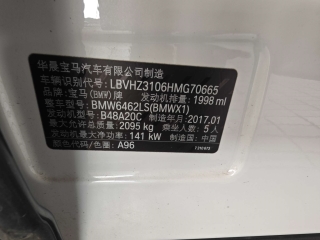 华晨宝马汽车有限公司制造
车辆识别代号: LBVHZ3106HMG70665
品牌: 宝马(BMW)牌 发动机排量: 1998 ml
整车型号: BMW6462LS(BMWX1)
发动机型号: B48A20C 制造年月: 2017.01
最大允许总质量: 2095 kg 乘坐人数: 5 人
发动机最大净功率: 141 kW 制造国: 中国
颜色代码/色条: A96